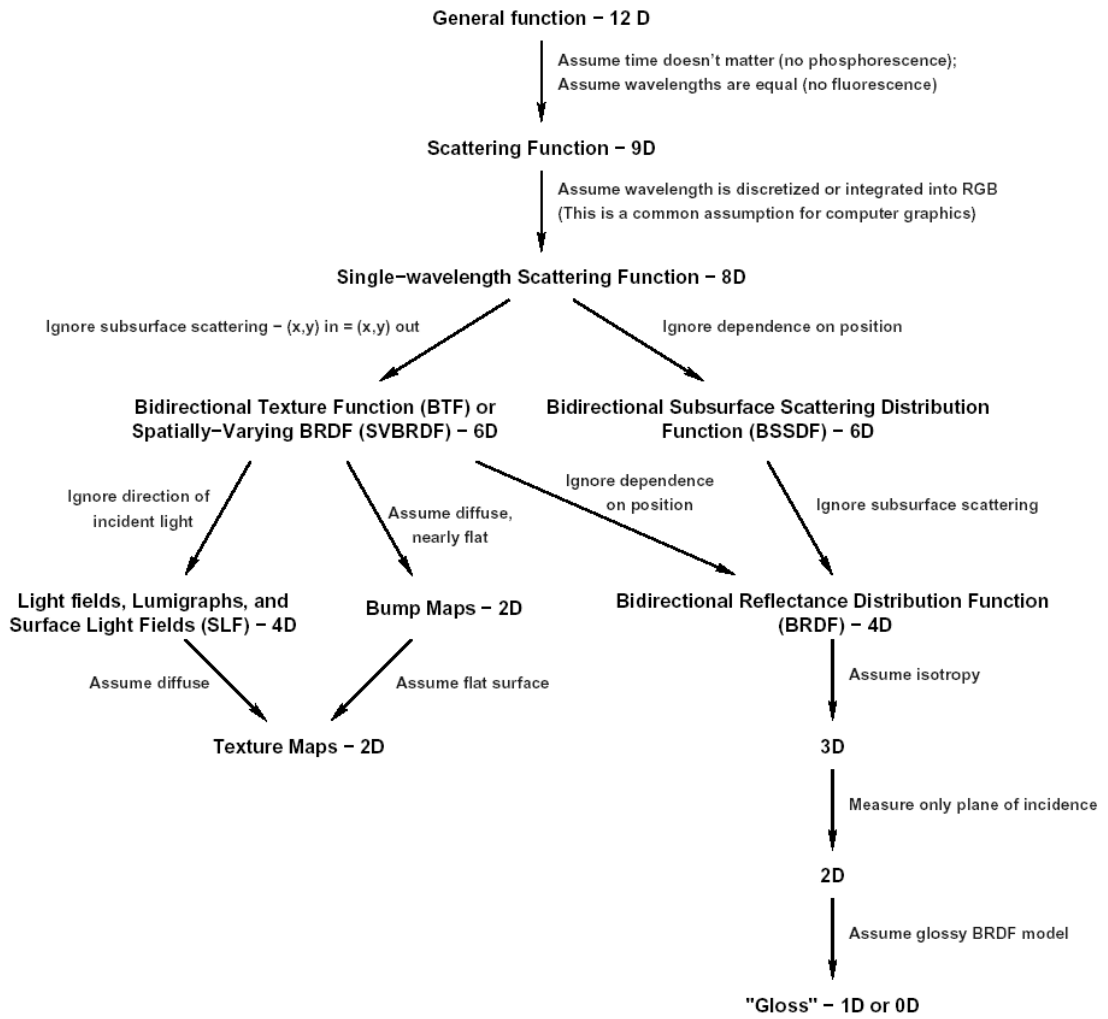 General function − 12 D
Assume time doesn't matter (no phosphorescence);
Assume wavelengths are equal (no fluorescence)
Scattering Function − 9D
Assume wavelength is discretized or integrated into RGB
(This is a common assumption for computer graphics)
Single−wavelength Scattering Function − 8D
Ignore subsurface scattering − (x,y) in = (x,y) out
Ignore dependence on position
Bidirectional Texture Function (BTF) or
Spatially−Varying BRDF (SVBRDF) − 6D
Bidirectional Subsurface Scattering Distribution
Function (BSSDF) − 6D
Ignore direction of
incident light
Assume diffuse,
nearly flat
Ignore dependence
on position
Ignore subsurface scattering
Light fields, Lumigraphs, and
Surface Light Fields (SLF) − 4D
Bump Maps − 2D
Bidirectional Reflectance Distribution Function
(BRDF) − 4D
Assume diffuse
Assume flat surface
Assume isotropy
Texture Maps − 2D
3D
Measure only plane of incidence
2D
Assume glossy BRDF model
"Gloss" − 1D or 0D